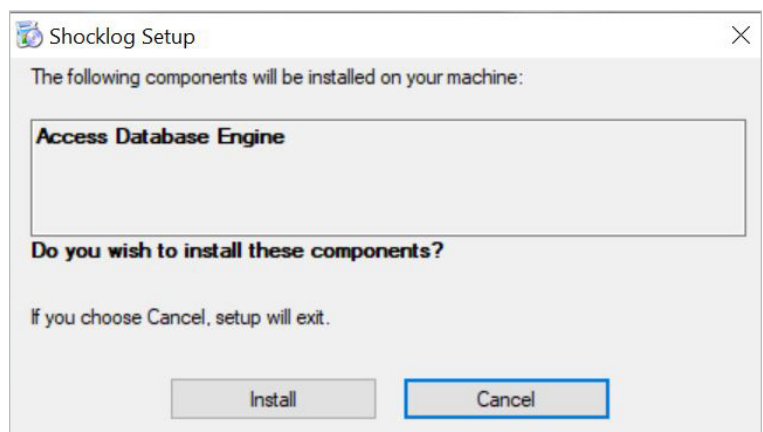 Shocklog Setup
The following components will be installed on your machine:
Access Database Engine
Do you wish to install these components?
If you choose Cancel, setup will exit.
Install
Cancel